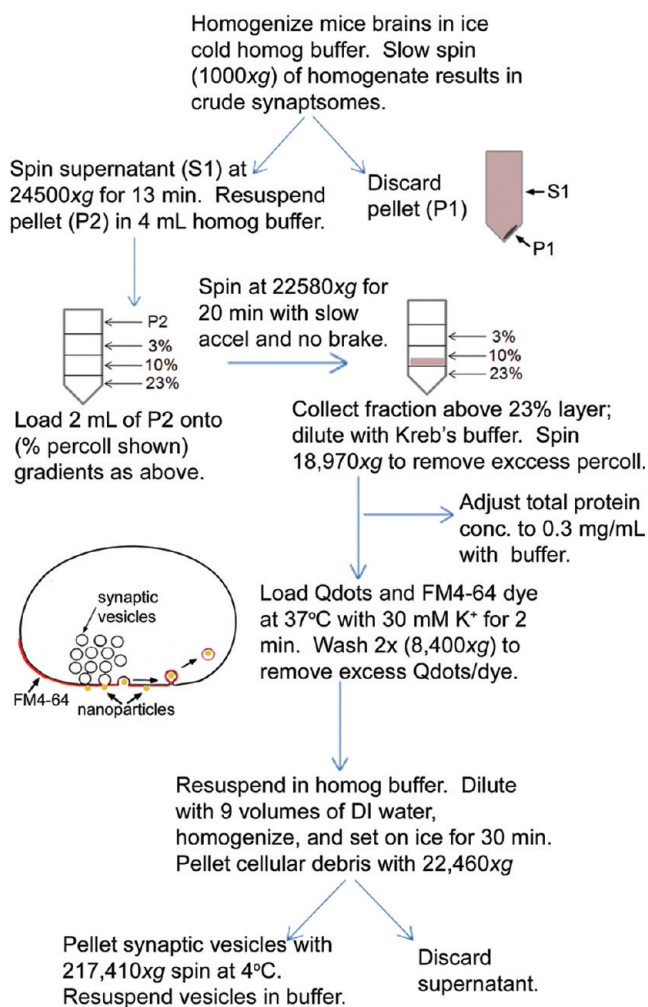 Homogenize mice brains in ice
cold homog buffer. Slow spin
(1000xg) of homogenate results in
crude synaptsomes.
Spin supernatant (S1) at
24500xg for 13 min. Resuspend
pellet (P2) in 4 mL homog buffer.
Discard
pellet (P1)
S1
P1
P2
3%
10%
23%
Spin at 22580xg for
20 min with slow
accel and no brake.
3%
10%
23%
Load 2 mL of P2 onto
(% percoll shown)
gradients as above.
Collect fraction above 23% layer;
dilute with Kreb's buffer. Spin
18,970xg to remove exccess percoll.
Adjust total protein
conc. to 0.3 mg/mL
with buffer.
synaptic
vesicles
FM4-64
nanoparticles
Load Qdots and FM4-64 dye
at 37ºC with 30 mM K⁺ for 2
min. Wash 2x (8,400xg) to
remove excess Qdots/dye.
Resuspend in homog buffer. Dilute
with 9 volumes of DI water,
homogenize, and set on ice for 30 min.
Pellet cellular debris with 22,460xg
Pellet synaptic vesicles with
217,410xg spin at 4ºC.
Resuspend vesicles in buffer.
Discard
supernatant.